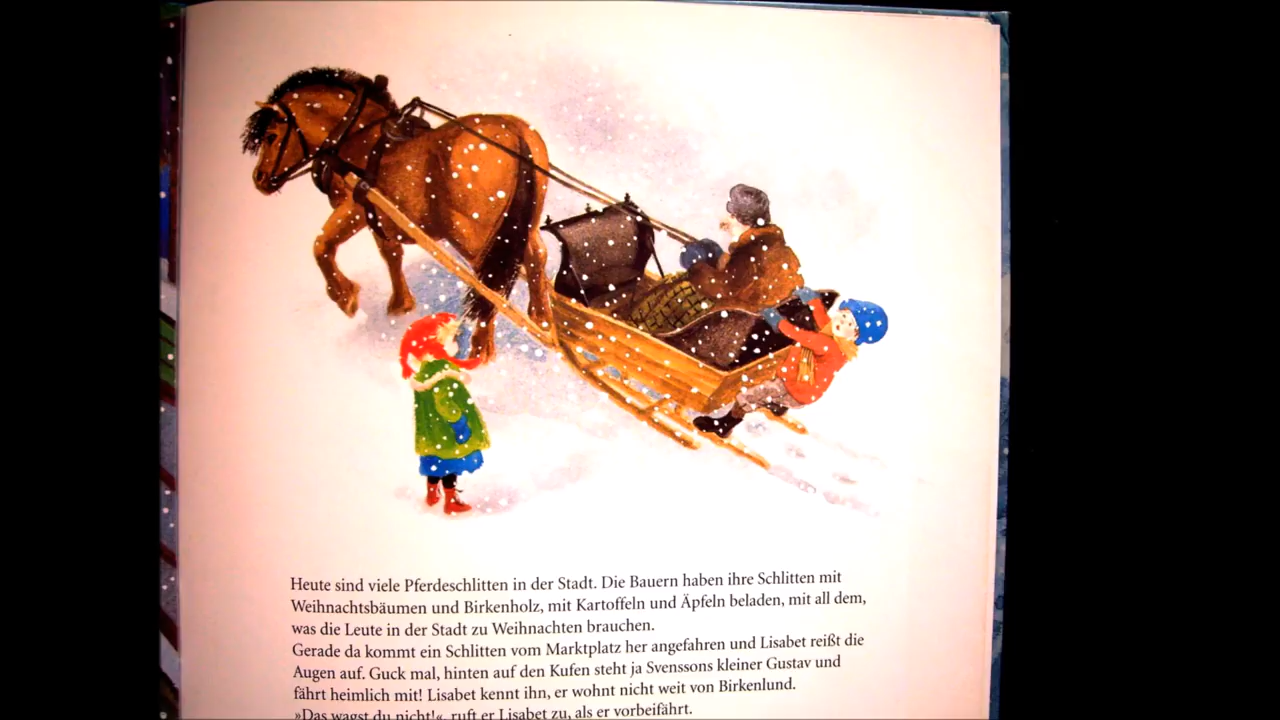 Heute sind viele Pferdeschlitten in der Stadt. Die Bauern haben ihre Schlitten mit
Weihnachtsbäumen und Birkenholz, mit Kartoffeln und Äpfeln beladen, mit all dem,
was die Leute in der Stadt zu Weihnachten brauchen.
Gerade da kommt ein Schlitten vom Marktplatz her angefahren und Lisabet reißt die
Augen auf. Guck mal, hinten auf den Kufen steht ja Svenssons kleiner Gustav und
fährt heimlich mit! Lisabet kennt ihn, er wohnt nicht weit von Birkenlund.
»Das wagst du nicht!«, ruft er Lisabet zu, als er vorbeifährt.